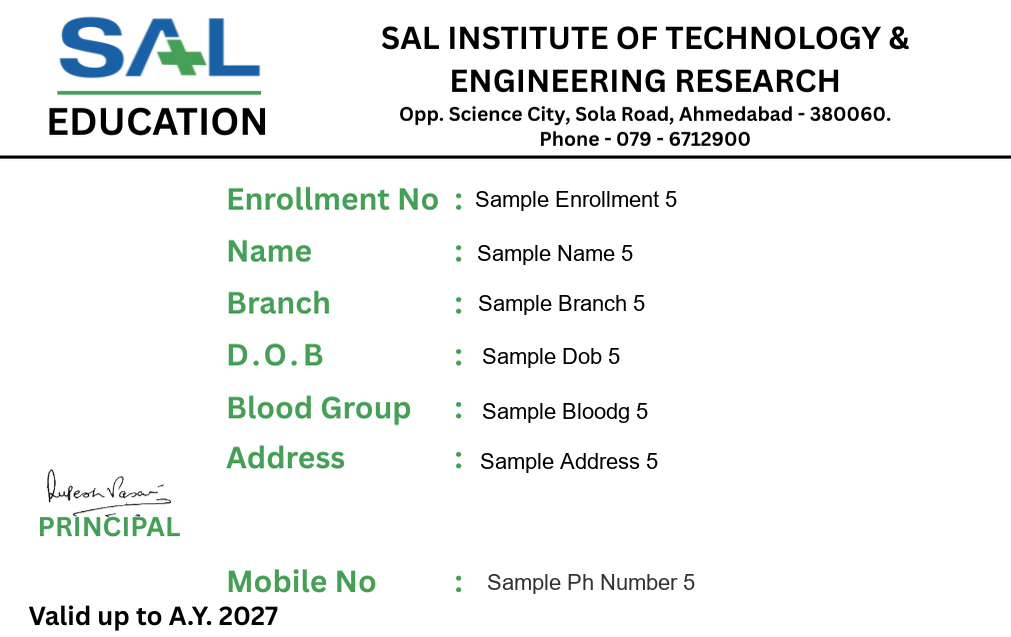 SAL
EDUCATION
SAL INSTITUTE OF TECHNOLOGY &
ENGINEERING RESEARCH
Opp. Science City, Sola Road, Ahmedabad - 380060.
Phone - 079 - 6712900
Enrollment No : Sample Enrollment 5
Name : Sample Name 5
Branch : Sample Branch 5
D.O.B : Sample Dob 5
Blood Group : Sample Bloodg 5
Address : Sample Address 5
PRINCIPAL
Mobile No : Sample Ph Number 5
Valid up to A.Y. 2027